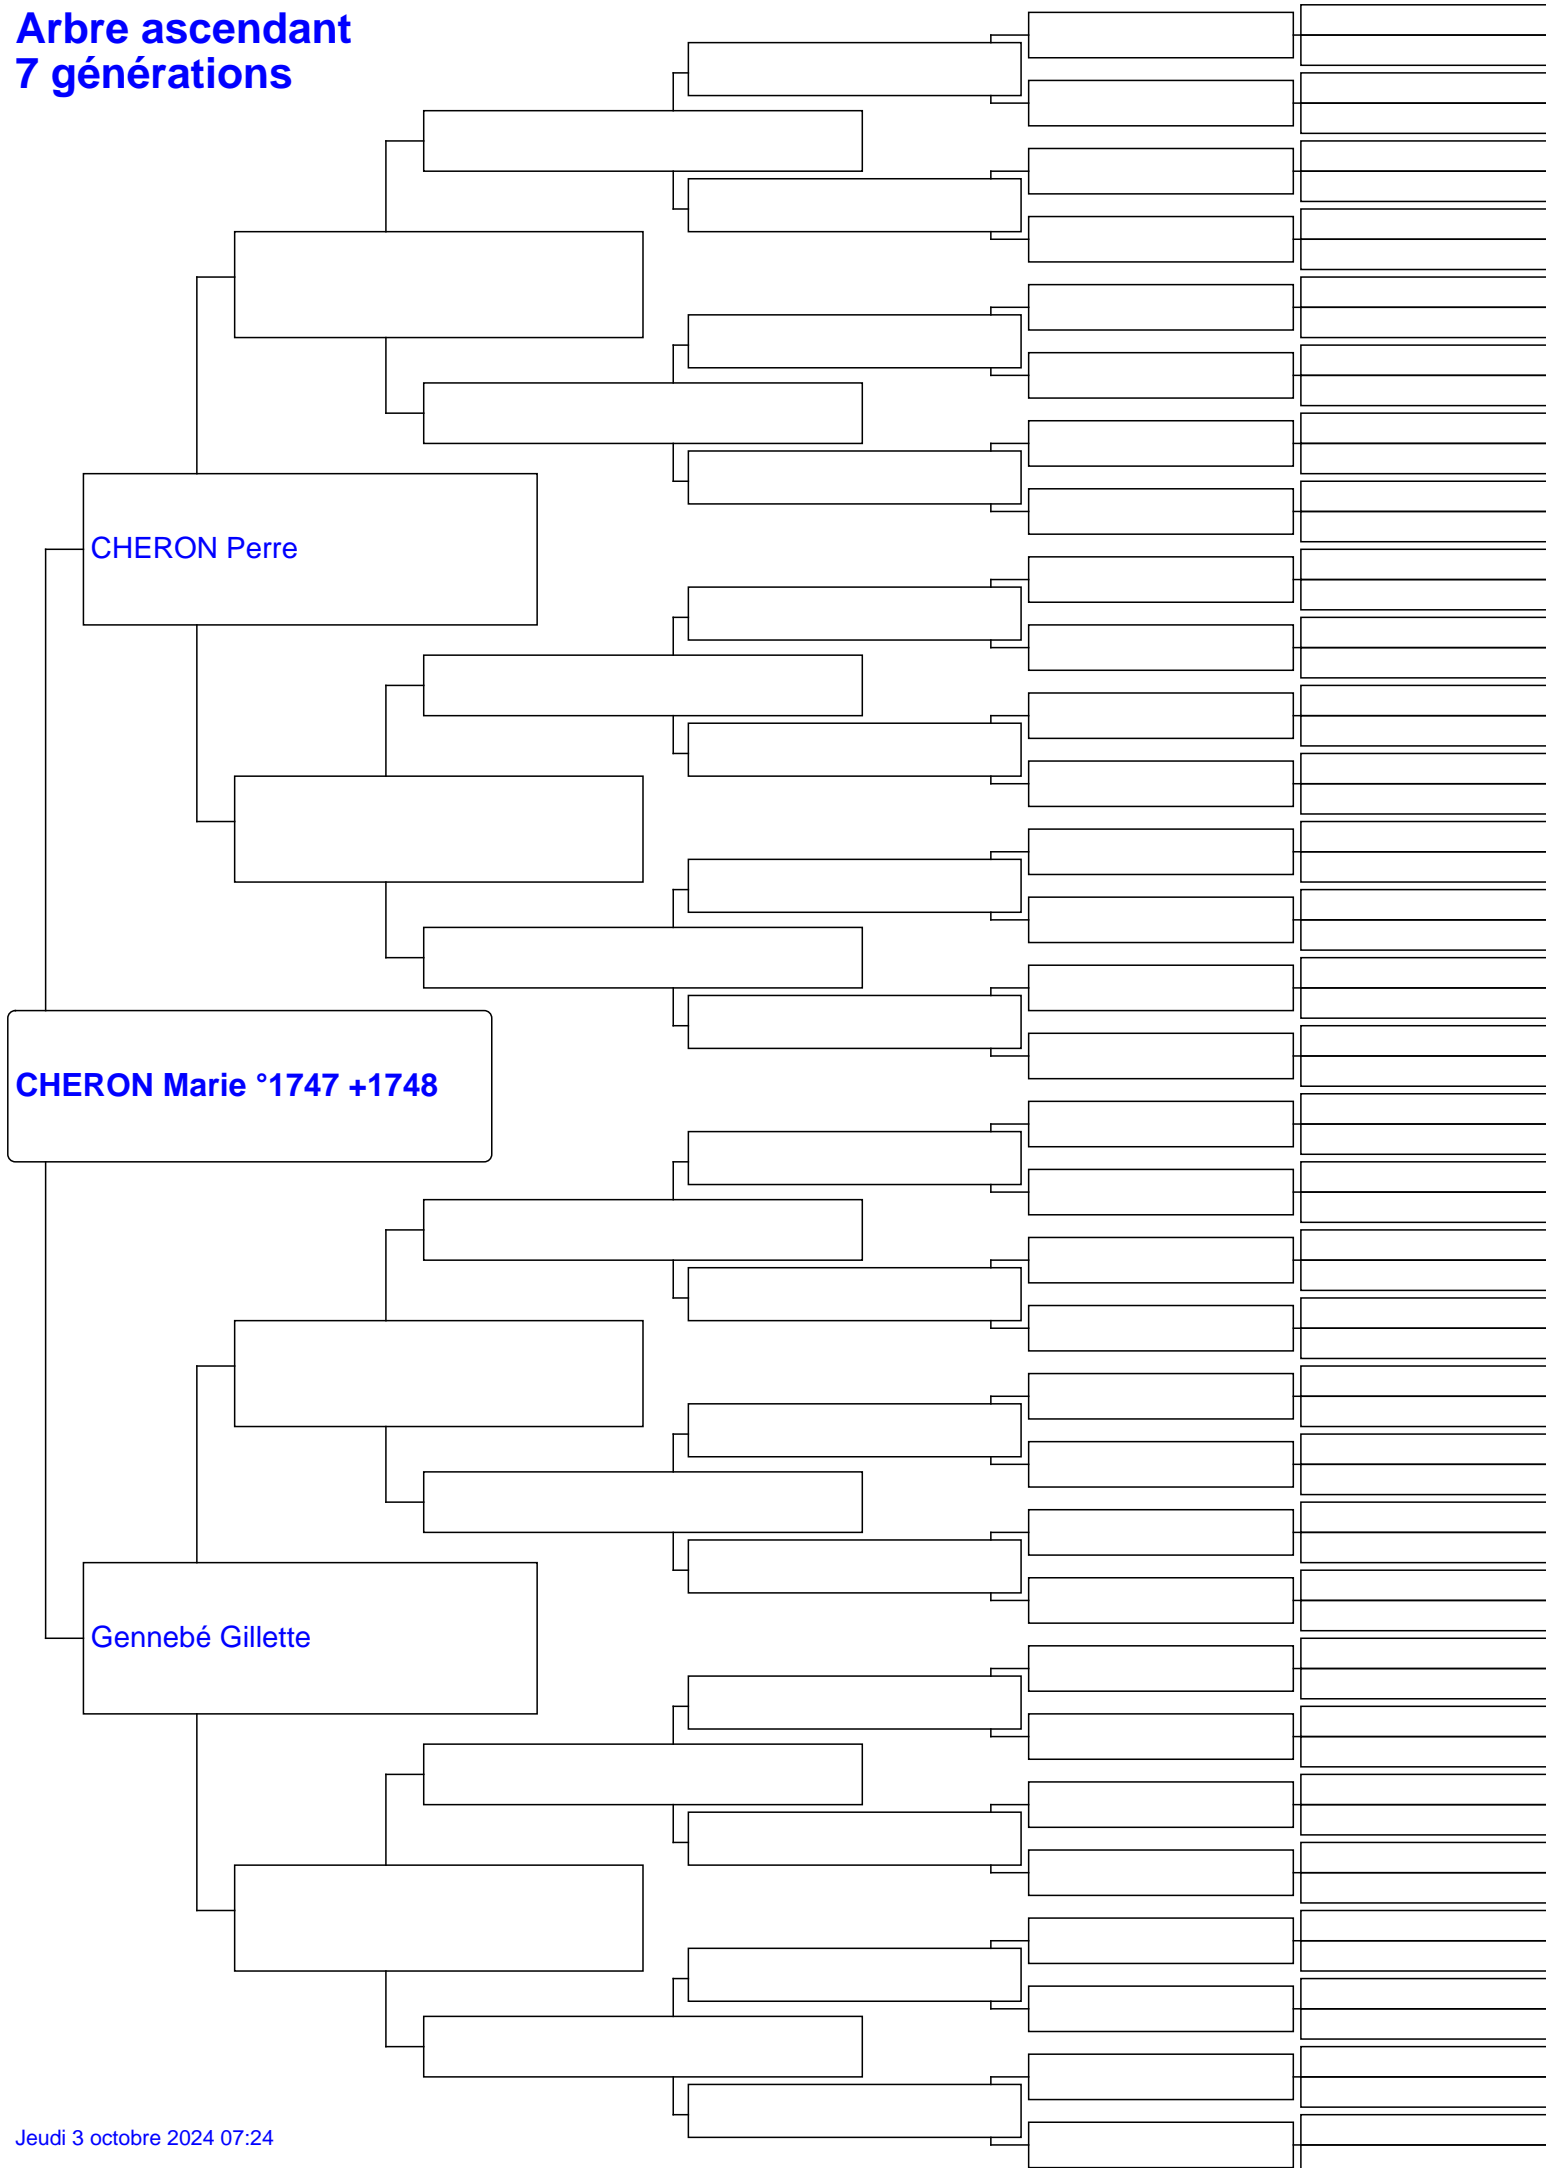 Arbre ascendant
7 générations
CHERON Perre
CHERON Marie °1747 +1748
Gennebé Gillette
Jeudi 3 octobre 2024 07:24